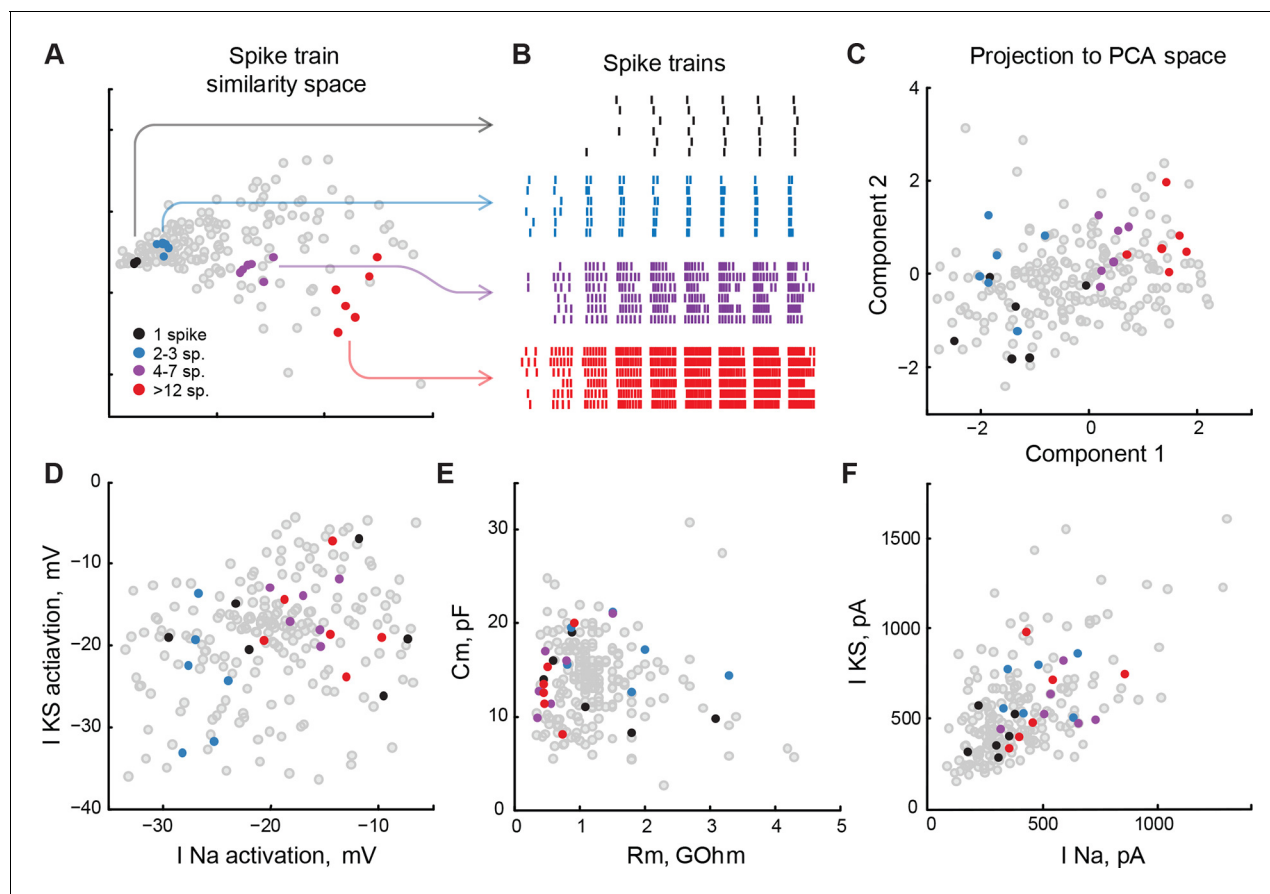 A
Spike train
similarity space
1 spike
2-3 sp.
4-7 sp.
>12 sp.
B
Spike trains
C
Projection to PCA space
4
2
0
−2
Component 2
−2
0
2
Component 1
D
0
−10
−20
−30
−40
I KS activtion, mV
−30
−20
−10
I Na activation, mV
E
30
20
10
0
Cm, pF
0
1
2
3
4
5
Rm, GOhm
F
1500
1000
500
0
I KS, pA
0
500
1000
I Na, pA